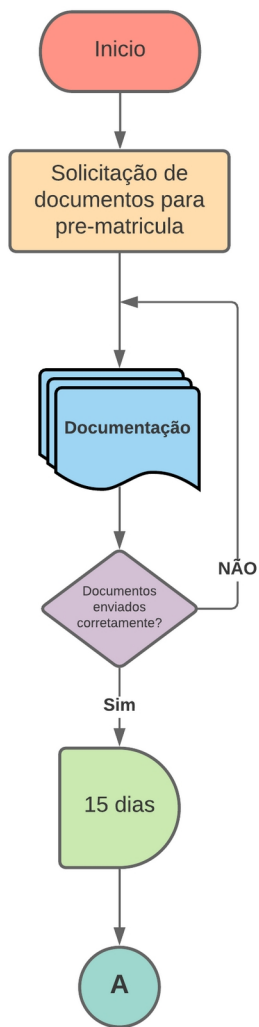 Inicio
Solicitação de
documentos para
pre-matricula
Documentação
NÃO
Documentos
enviados
corretamente?
Sim
15 dias
A